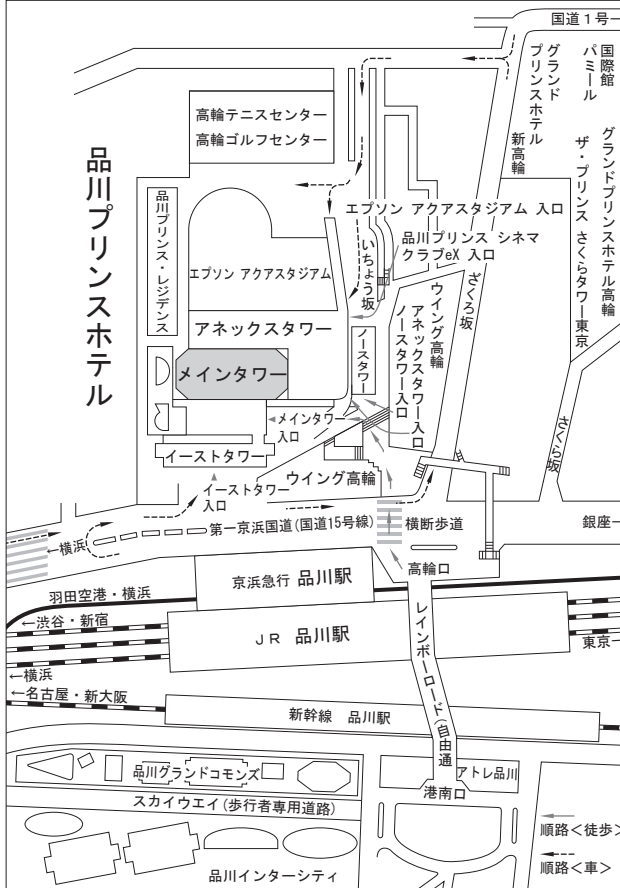 国道1号
国際館
パミール
グランド
プリンスホテル
新高輪
グランドプリンスホテル高輪
ザ・プリンス さくらタワー東京
高輪テニスセンター
高輪ゴルフセンター
品川プリンスホテル
品川プリンス・レジデンス
エプソン アクアスタジアム 入口
品川プリンス シネマ
クラブeX 入口
いちょう坂
エプソン アクアスタジアム
アネックスタワー
メインタワー
ノースタワー
ウイング高輪
アネックスタワー入口
ノースタワー入口
ざくろ坂
さくら坂
メインタワー
入口
イーストタワー
イーストタワー
入口
ウイング高輪
第一京浜国道(国道15号線)
横断歩道
銀座
←横浜
高輪口
京浜急行 品川駅
羽田空港・横浜
←渋谷・新宿
JR 品川駅
東京
←横浜
←名古屋・新大阪
新幹線 品川駅
レインボーロード(自由通
品川グランドコモンズ
アトレ品川
港南口
スカイウエイ(歩行者専用道路)
品川インターシティ
順路<徒歩>
順路<車>